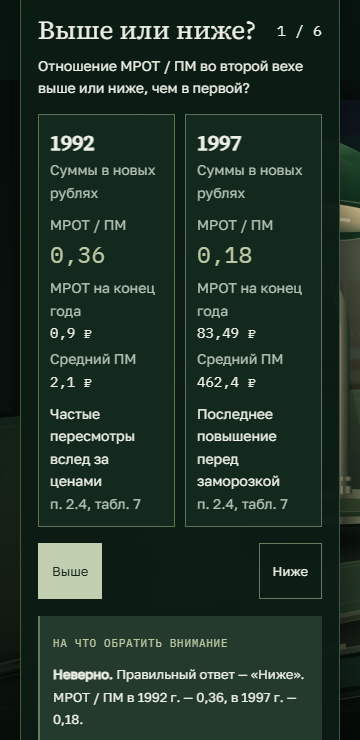 Выше или ниже? 1 / 6
Отношение МРОТ / ПМ во второй вехе
выше или ниже, чем в первой?
1992
Суммы в новых
рублях
МРОТ / ПМ
0,36
МРОТ на конец
года
0,9 ₽
Средний ПМ
2,1 ₽
Частые
пересмотры
вслед за
ценами
п. 2.4, табл. 7
1997
Суммы в новых
рублях
МРОТ / ПМ
0,18
МРОТ на конец
года
83,49 ₽
Средний ПМ
462,4 ₽
Последнее
повышение
перед
заморозкой
п. 2.4, табл. 7
Выше
Ниже
НА ЧТО ОБРАТИТЬ ВНИМАНИЕ
Неверно. Правильный ответ — «Ниже».
МРОТ / ПМ в 1992 г. — 0,36, в 1997 г. —
0,18.